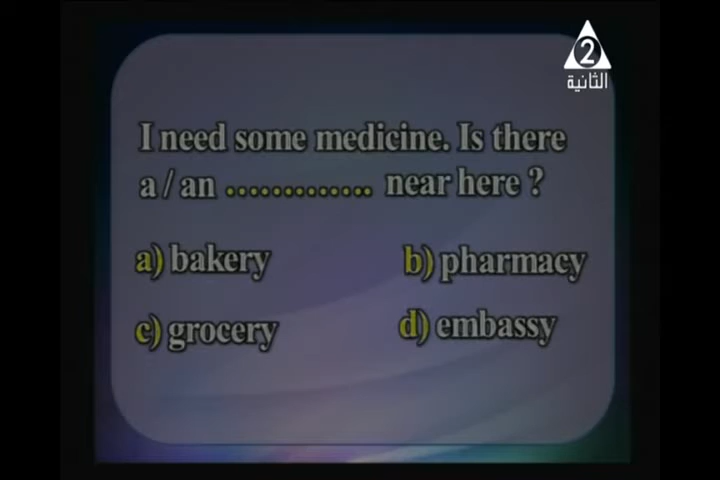 2
الثانية
I need some medicine. Is there
a / an ............. near here ?
a) bakery b) pharmacy
c) grocery d) embassy